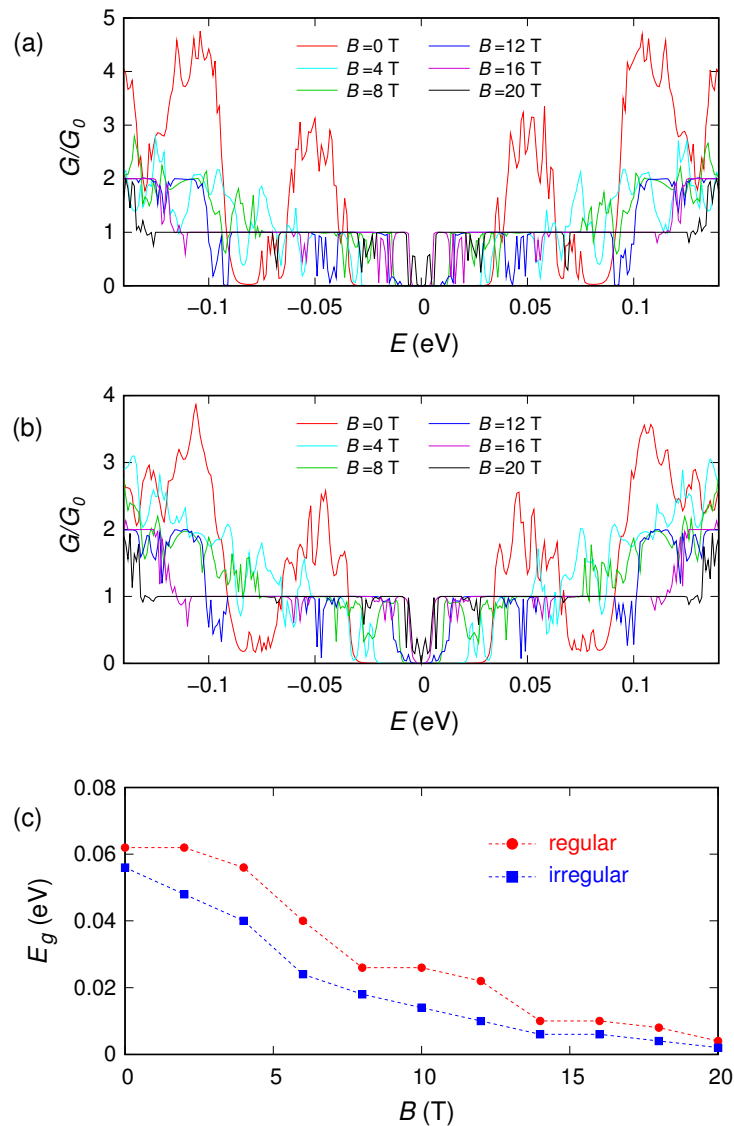 (a)
5
4
3
2
1
0
G/G0
B=0 T
B=4 T
B=8 T
B=12 T
B=16 T
B=20 T
−0.1 −0.05 0 0.05 0.1
E (eV)
(b)
4
3
2
1
0
G/G0
B=0 T
B=4 T
B=8 T
B=12 T
B=16 T
B=20 T
−0.1 −0.05 0 0.05 0.1
E (eV)
(c)
0.08
0.06
0.04
0.02
0
Eg (eV)
regular
irregular
0 5 10 15 20
B (T)